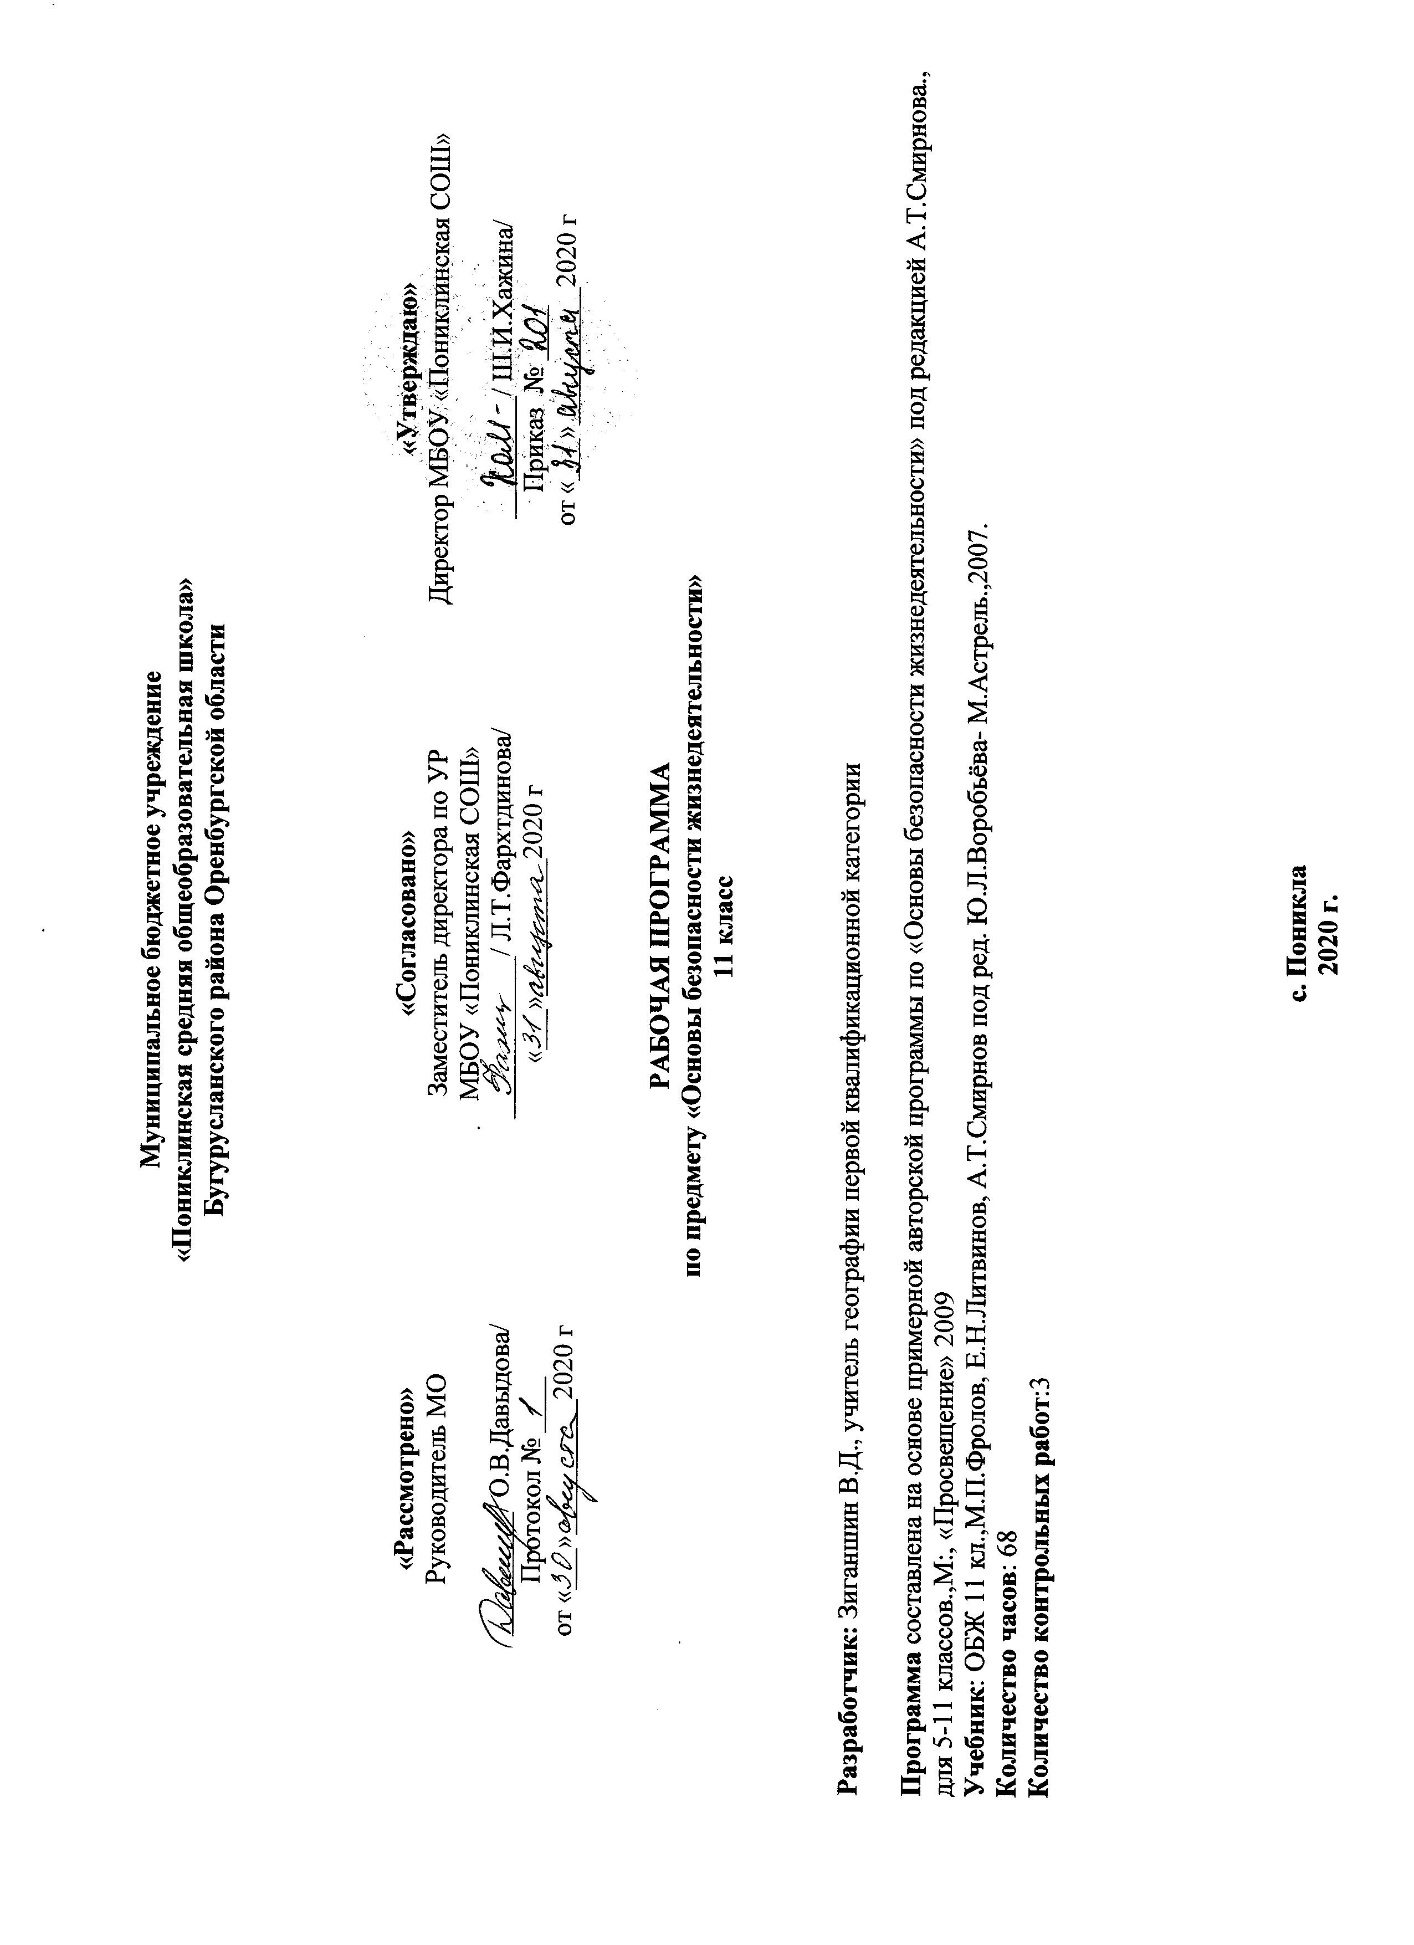 Муниципальное бюджетное учреждение
«Пониклинская средняя общеобразовательная школа»
Бугурусланского района Оренбургской области
«Рассмотрено»
Руководитель МО
/О.В.Давыдова/
Протокол № 1
от «30» августа 2020 г
«Согласовано»
Заместитель директора по УР
МБОУ «Пониклинская СОШ»
/ Л.Т.Фархтдинова/
«31» августа 2020 г
«Утверждаю»
Директор МБОУ «Пониклинская СОШ»
/ Ш.И.Хажина/
Приказ № 201
от «31» августа 2020 г
РАБОЧАЯ ПРОГРАММА
по предмету «Основы безопасности жизнедеятельности»
11 класс
Разработчик: Зиганшин В.Д., учитель географии первой квалификационной категории
Программа составлена на основе примерной авторской программы по «Основы безопасности жизнедеятельности» под редакцией А.Т.Смирнова.,
для 5-11 классов.,М:, «Просвещение» 2009
Учебник: ОБЖ 11 кл.,М.П.Фролов, Е.Н.Литвинов, А.Т.Смирнов под ред. Ю.Л.Воробьёва- М.Астрель.,2007.
Количество часов: 68
Количество контрольных работ:3
с. Поникла
2020 г.